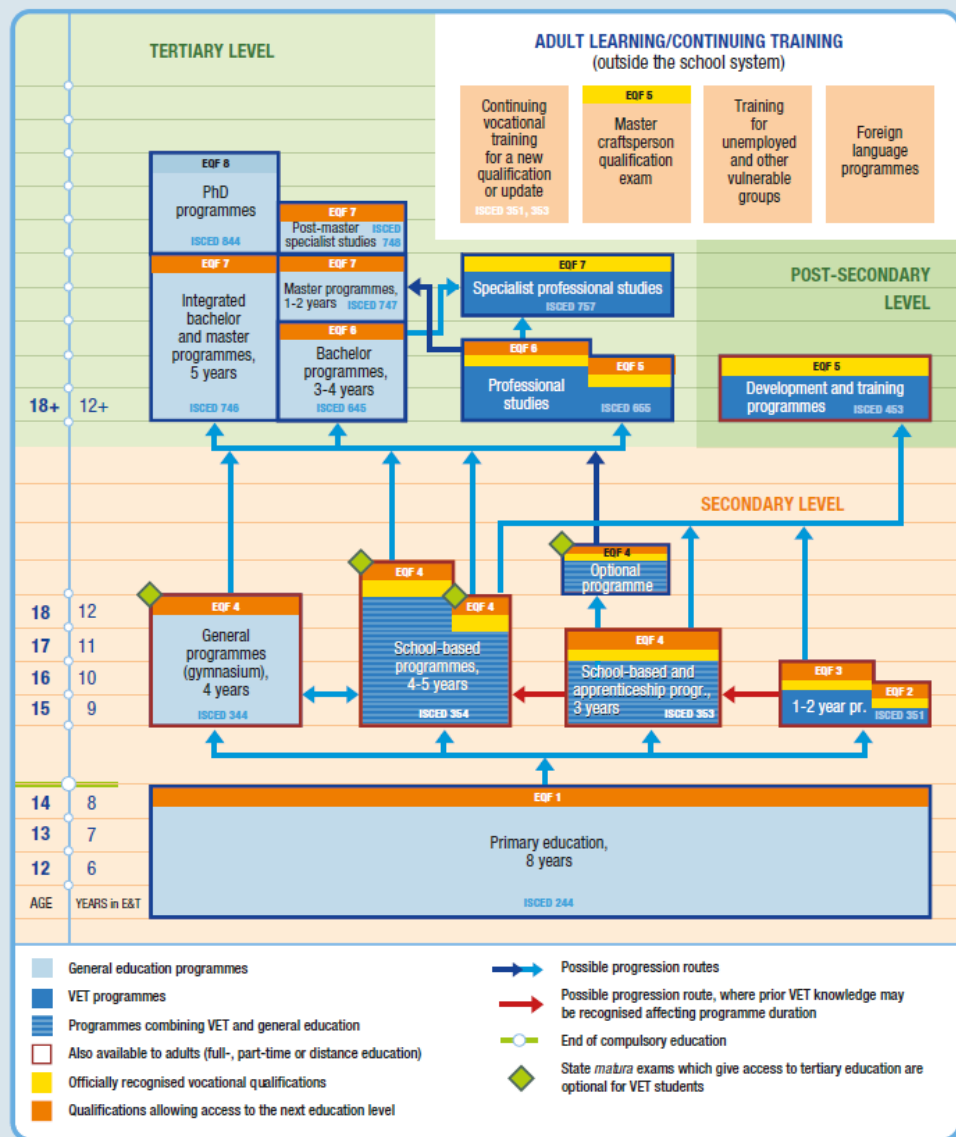 TERTIARY LEVEL
ADULT LEARNING/CONTINUING TRAINING
(outside the school system)
Continuing
vocational
training
for a new
qualification
or update
ISCED 351, 353
EQF 5
Master
craftsperson
qualification
exam
Training
for
unemployed
and other
vulnerable
groups
Foreign
language
programmes
EQF 8
PhD
programmes
ISCED 844
EQF 7
Post-master ISCED
specialist studies 748
EQF 7
Integrated
bachelor
and master
programmes,
5 years
ISCED 746
EQF 7
Master programmes,
1-2 years ISCED 747
EQF 6
Bachelor
programmes,
3-4 years
ISCED 645
EQF 7
Specialist professional studies
ISCED 757
EQF 6
EQF 5
Professional
studies
ISCED 655
POST-SECONDARY
LEVEL
EQF 5
Development and training
programmes ISCED 453
18+ 12+
SECONDARY LEVEL
EQF 4
Optional
programme
EQF 4
General
programmes
(gymnasium),
4 years
ISCED 344
EQF 4
EQF 4
School-based
programmes,
4-5 years
ISCED 354
EQF 4
School-based and
apprenticeship progr.,
3 years ISCED 353
EQF 3
EQF 2
1-2 year pr. ISCED 351
18 12
17 11
16 10
15 9
14 8
13 7
12 6
AGE YEARS in E&T
EQF 1
Primary education,
8 years
ISCED 244
General education programmes
VET programmes
Programmes combining VET and general education
Also available to adults (full-, part-time or distance education)
Officially recognised vocational qualifications
Qualifications allowing access to the next education level
Possible progression routes
Possible progression route, where prior VET knowledge may
be recognised affecting programme duration
End of compulsory education
State matura exams which give access to tertiary education are
optional for VET students